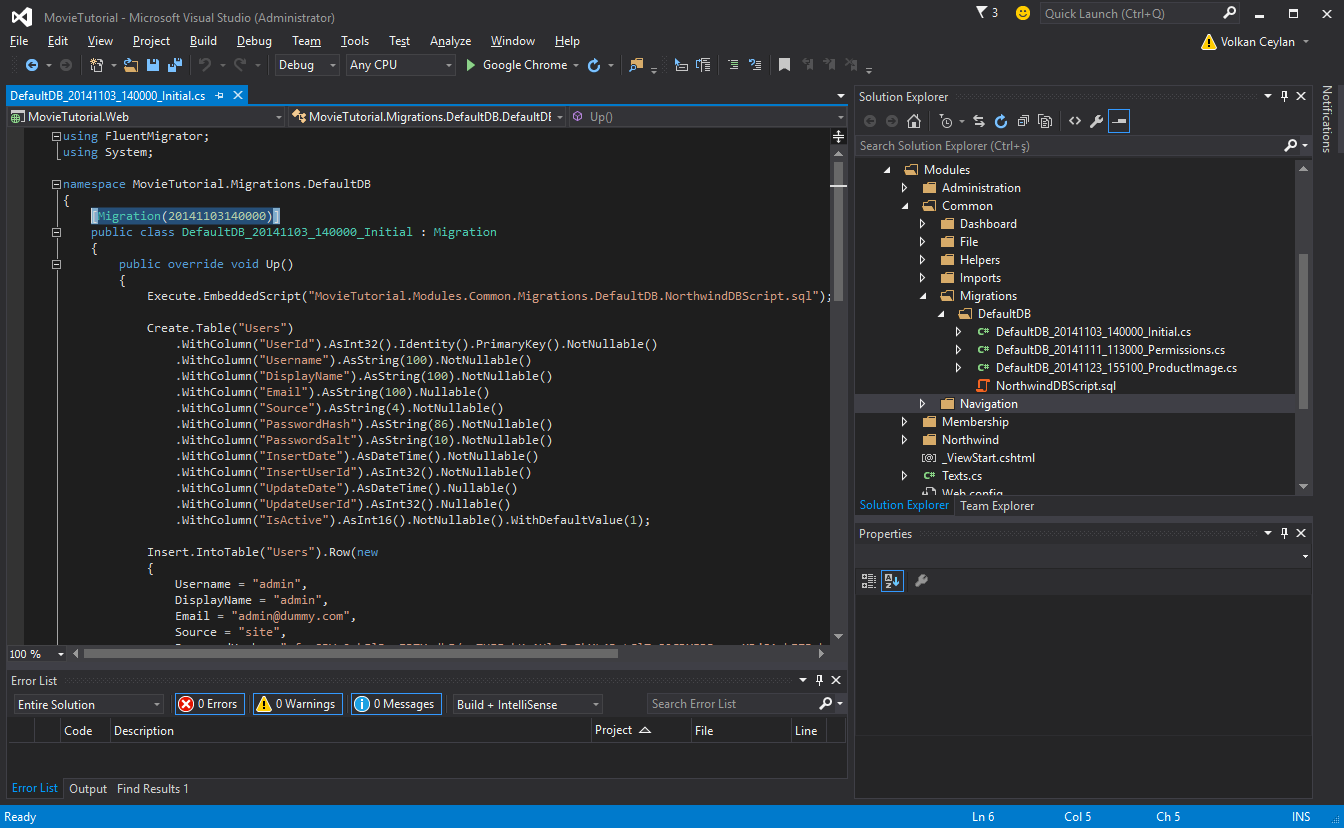 MovieTutorial - Microsoft Visual Studio (Administrator)
3
Quick Launch (Ctrl+Q)
File Edit View Project Build Debug Team Tools Test Analyze Window Help
Volkan Ceylan
Debug Any CPU Google Chrome
DefaultDB_20141103_140000_Initial.cs
MovieTutorial.Web MovieTutorial.Migrations.DefaultDB.DefaultDB Up()
using FluentMigrator;
using System;
namespace MovieTutorial.Migrations.DefaultDB
{
[Migration(20141103140000)]
public class DefaultDB_20141103_140000_Initial : Migration
{
public override void Up()
{
Execute.EmbeddedScript("MovieTutorial.Modules.Common.Migrations.DefaultDB.NorthwindDBScript.sql");
Create.Table("Users")
.WithColumn("UserId").AsInt32().Identity().PrimaryKey().NotNullable()
.WithColumn("Username").AsString(100).NotNullable()
.WithColumn("DisplayName").AsString(100).NotNullable()
.WithColumn("Email").AsString(100).Nullable()
.WithColumn("Source").AsString(4).NotNullable()
.WithColumn("PasswordHash").AsString(86).NotNullable()
.WithColumn("PasswordSalt").AsString(10).NotNullable()
.WithColumn("InsertDate").AsDateTime().NotNullable()
.WithColumn("InsertUserId").AsInt32().NotNullable()
.WithColumn("UpdateDate").AsDateTime().Nullable()
.WithColumn("UpdateUserId").AsInt32().Nullable()
.WithColumn("IsActive").AsInt16().NotNullable().WithDefaultValue(1);
Insert.IntoTable("Users").Row(new
{
Username = "admin",
DisplayName = "admin",
Email = "admin@dummy.com",
Source = "site",
100 %
Error List
Entire Solution 0 Errors 0 Warnings 0 Messages Build + IntelliSense Search Error List
Code Description Project File Line
Error List Output Find Results 1
Solution Explorer
Search Solution Explorer (Ctrl+ş)
Modules
Administration
Common
Dashboard
File
Helpers
Imports
Migrations
DefaultDB
C# DefaultDB_20141103_140000_Initial.cs
C# DefaultDB_20141111_113000_Permissions.cs
C# DefaultDB_20141123_155100_ProductImage.cs
NorthwindDBScript.sql
Navigation
Membership
Northwind
[@] _ViewStart.cshtml
C# Texts.cs
Web.config
Solution Explorer Team Explorer
Properties
Notifications
Ready Ln 6 Col 5 Ch 5 INS